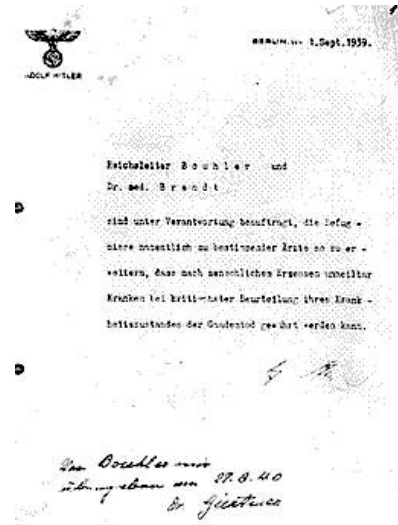 ADOLF HITLER
BERLIN, 1.Sept.1939.
Reichsleiter B o u h l e r und
Dr. med. B r a n d t
sind unter Verantwortung beauftragt, die Befug -
nisse namentlich zu bestimmender Ärzte so zu er -
weitern, dass nach menschlichem Ermessen unheilbar
Kranken bei kritischster Beurteilung ihres Krank -
heitszustandes der Gnadentod gewährt werden kann.
Von Bouhler mir
übergeben am 27.8.40
Dr. Gürtner